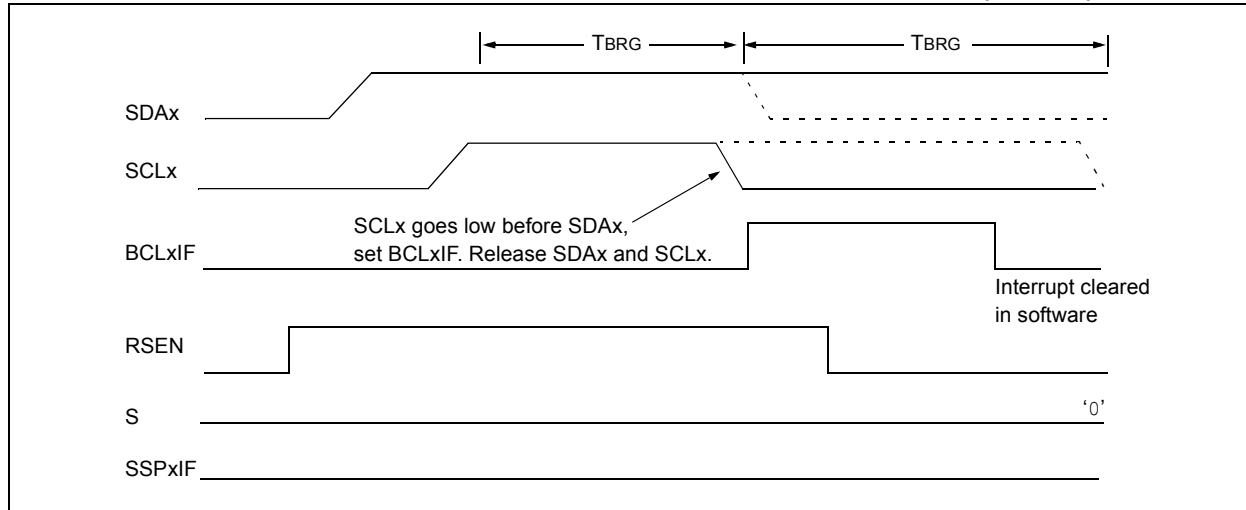 TBRG TBRG
SDAx
SCLx
SCLx goes low before SDAx,
set BCLxIF. Release SDAx and SCLx.
BCLxIF
Interrupt cleared
in software
RSEN
S
‘0’
SSPxIF